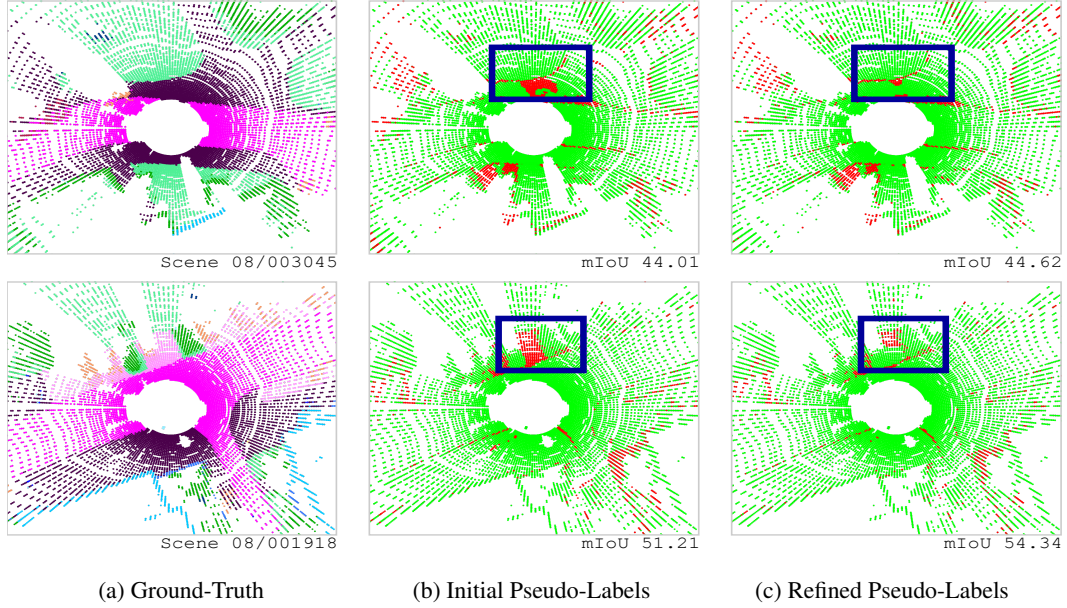 Scene 08/003045
mIoU 44.01
mIoU 44.62
Scene 08/001918
mIoU 51.21
mIoU 54.34
(a) Ground-Truth
(b) Initial Pseudo-Labels
(c) Refined Pseudo-Labels